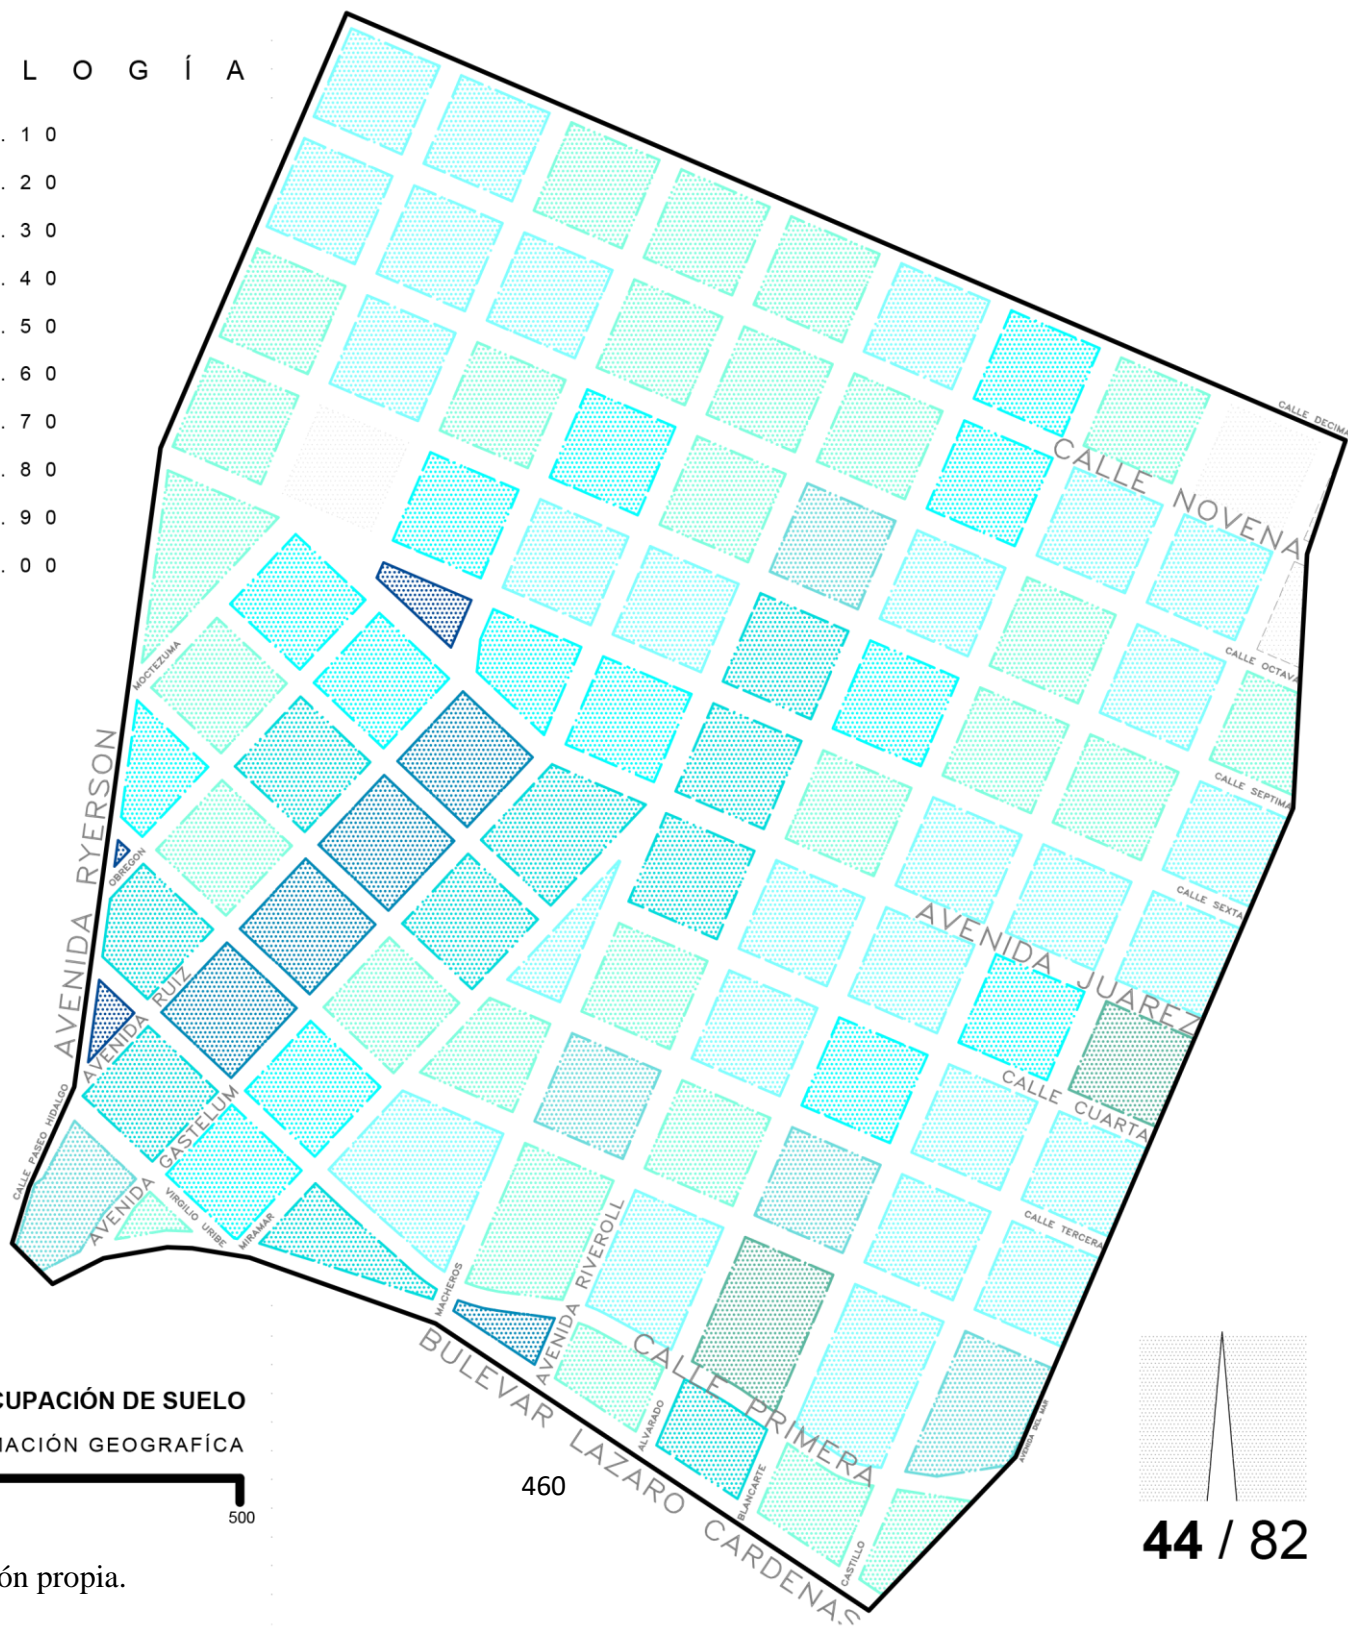 L O G Í A
. 1 0
. 2 0
. 3 0
. 4 0
. 5 0
. 6 0
. 7 0
. 8 0
. 9 0
. 0 0
CALLE DECIMA
CALLE NOVENA
CALLE OCTAVA
CALLE SEPTIMA
CALLE SEXTA
AVENIDA JUAREZ
CALLE CUARTA
CALLE TERCERA
CALLE PRIMERA
MOCTEZUMA
AVENIDA RYERSON
OBREGON
AVENIDA RUIZ
CALLE PASEO HIDALGO
AVENIDA GASTELUM
VIRGILIO URIBE
MIRAMAR
MACHEROS
AVENIDA RIVEROLL
ALVARADO
BLANCARTE
CASTILLO
AVENIDA DEL MAR
BULEVAR LAZARO CARDENAS
CUPACIÓN DE SUELO
MACIÓN GEOGRAFÍCA
500
460
44 / 82
ón propia.